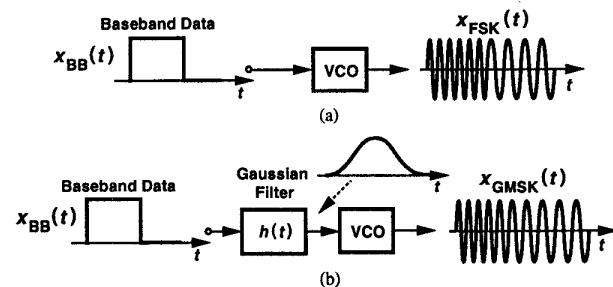 Baseband Data
x_BB(t)
t
VCO
x_FSK(t)
t
(a)
Gaussian
Filter
t
Baseband Data
x_BB(t)
t
h(t)
VCO
x_GMSK(t)
t
(b)